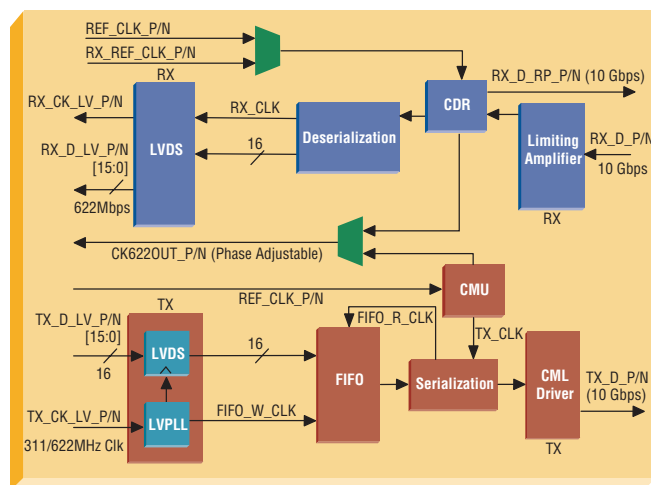 REF_CLK_P/N
RX_REF_CLK_P/N
RX
RX_CK_LV_P/N
RX_CLK
CDR
RX_D_RP_P/N (10 Gbps)
LVDS
Deserialization
Limiting
Amplifier
RX_D_P/N
10 Gbps
RX_D_LV_P/N
[15:0]
16
622Mbps
RX
CK622OUT_P/N (Phase Adjustable)
CMU
REF_CLK_P/N
TX
TX_D_LV_P/N
[15:0]
16
LVDS
16
FIFO_R_CLK
TX_CLK
FIFO
Serialization
CML
Driver
TX_D_P/N
(10 Gbps)
TX_CK_LV_P/N
311/622MHz Clk
LVPLL
FIFO_W_CLK
TX